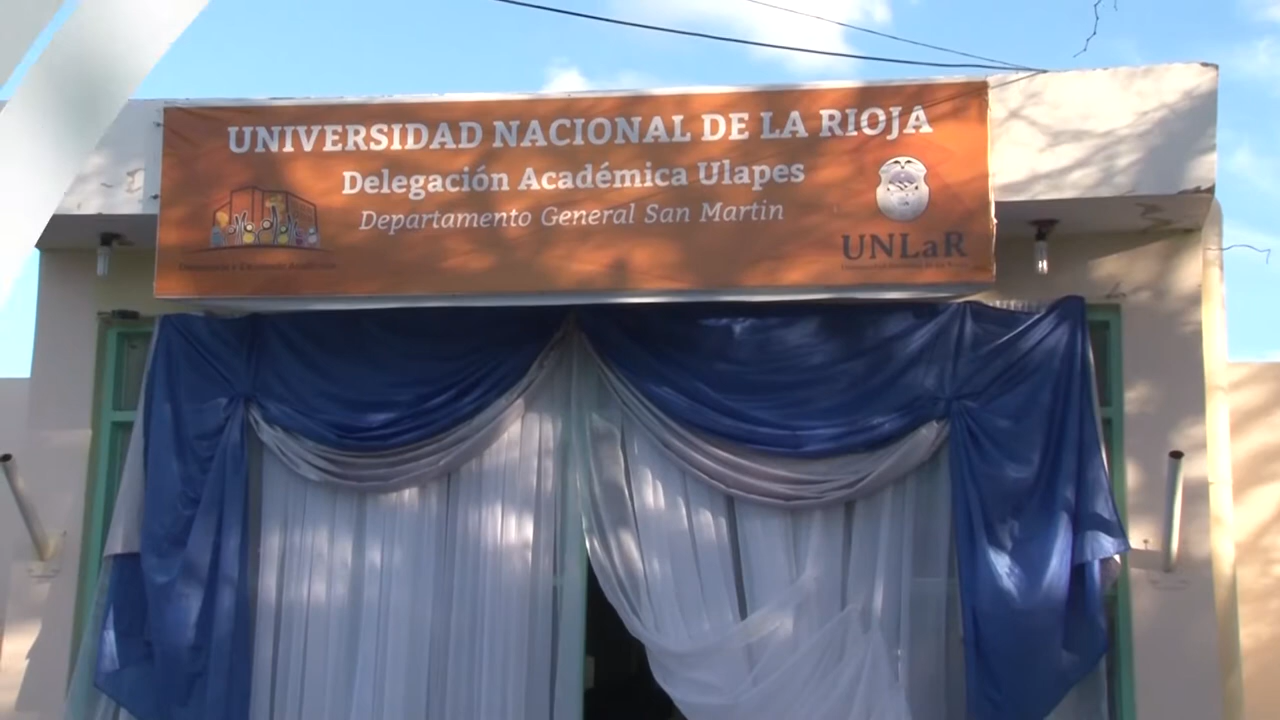 UNIVERSIDAD NACIONAL DE LA RIOJA
Delegación Académica Ulapes
Departamento General San Martin
UNLaR